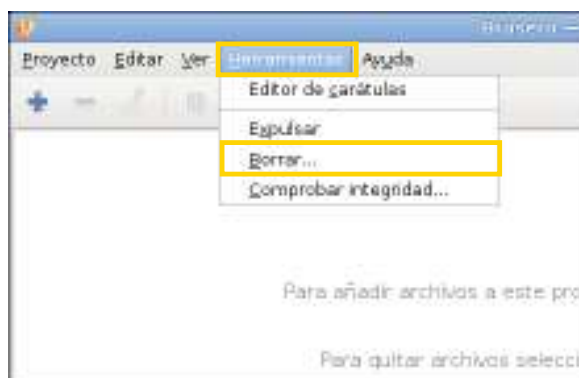 Brasero —
Proyecto Editar Ver Herramientas Ayuda
Editor de carátulas
Expulsar
Borrar...
Comprobar integridad...
Para añadir archivos a este pro
Para quitar archivos selecci